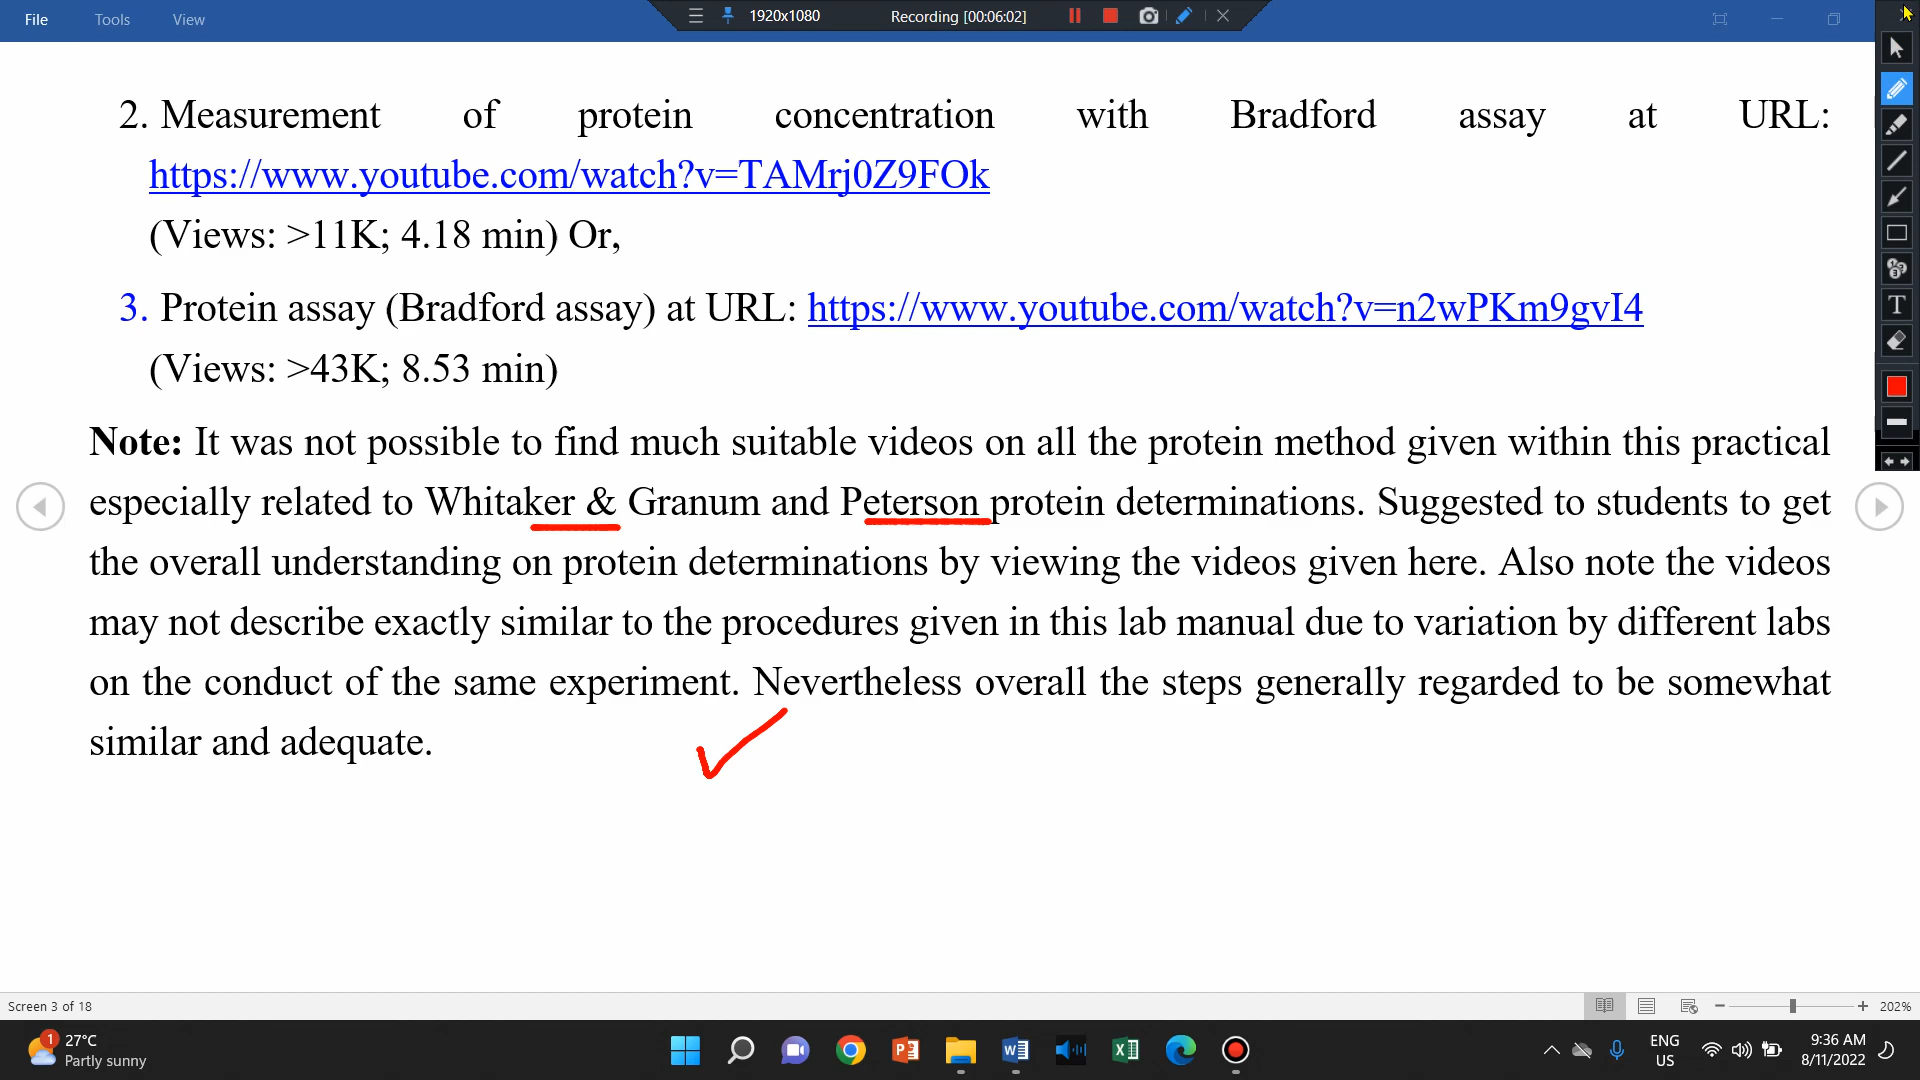 File Tools View
1920x1080 Recording [00:06:02]
2. Measurement of protein concentration with Bradford assay at URL:
https://www.youtube.com/watch?v=TAMrj0Z9FOk
(Views: >11K; 4.18 min) Or,
3. Protein assay (Bradford assay) at URL: https://www.youtube.com/watch?v=n2wPKm9gvI4
(Views: >43K; 8.53 min)
Note: It was not possible to find much suitable videos on all the protein method given within this practical
especially related to Whitaker & Granum and Peterson protein determinations. Suggested to students to get
the overall understanding on protein determinations by viewing the videos given here. Also note the videos
may not describe exactly similar to the procedures given in this lab manual due to variation by different labs
on the conduct of the same experiment. Nevertheless overall the steps generally regarded to be somewhat
similar and adequate.
T
Screen 3 of 18
202%
1
27°C
Partly sunny
ENG
US
9:36 AM
8/11/2022